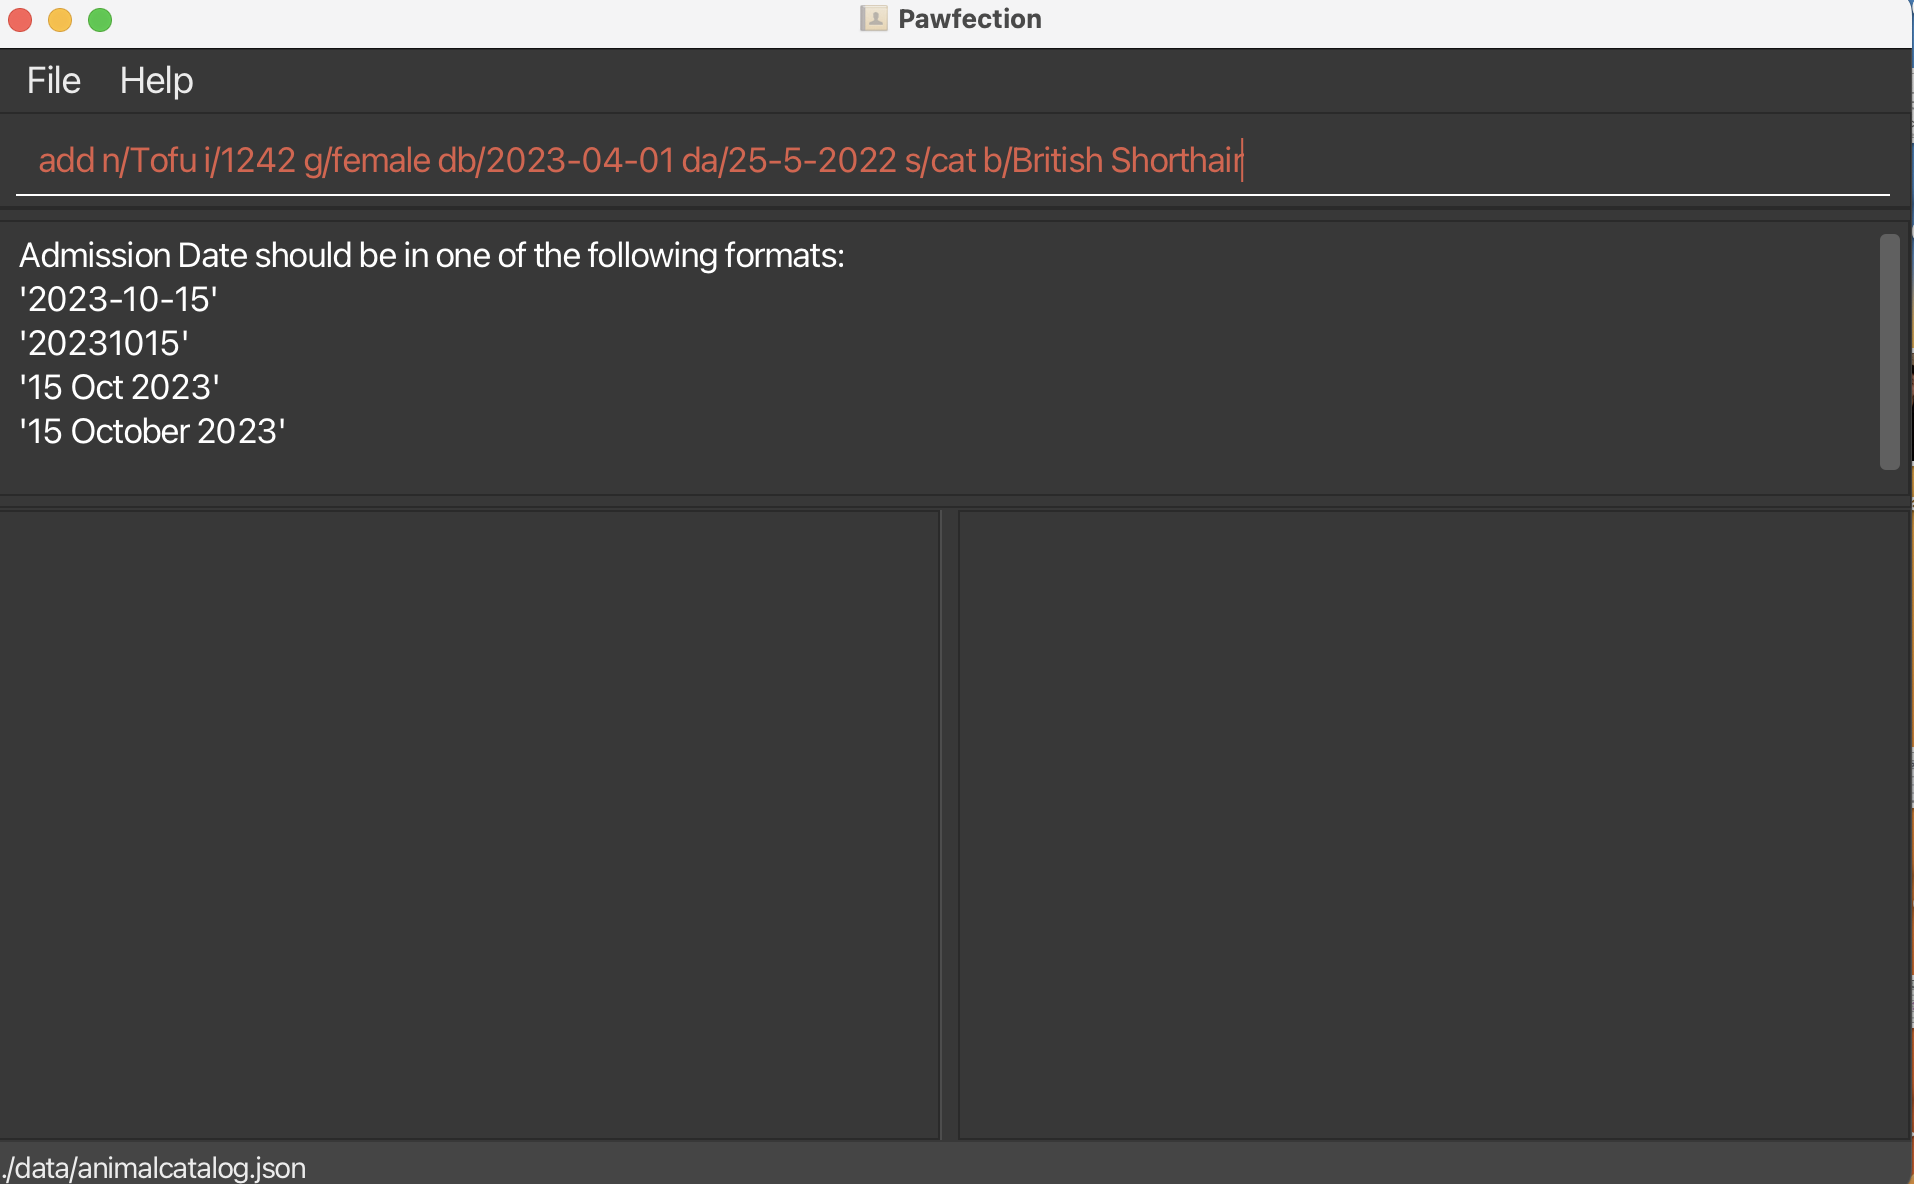 Pawfection
File Help
add n/Tofu i/1242 g/female db/2023-04-01 da/25-5-2022 s/cat b/British Shorthair
Admission Date should be in one of the following formats:
'2023-10-15'
'20231015'
'15 Oct 2023'
'15 October 2023'
./data/animalcatalog.json